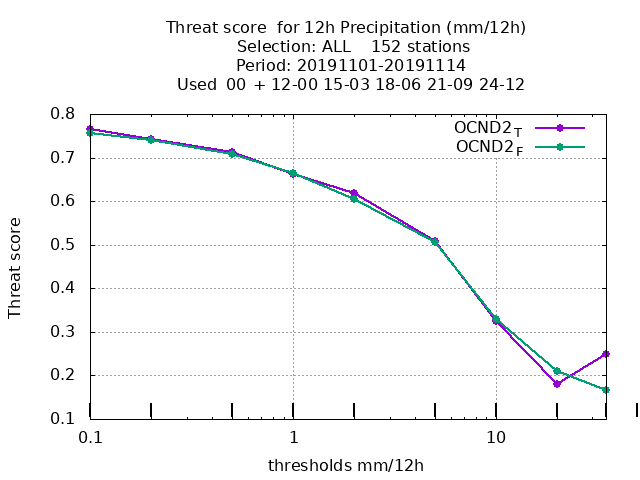 Threat score  for 12h Precipitation (mm/12h)
Selection: ALL    152 stations
Period: 20191101-20191114
Used  00 + 12-00 15-03 18-06 21-09 24-12
OCND2T
OCND2F
0.8
0.7
0.6
0.5
0.4
0.3
0.2
0.1
Threat score
0.1 1 10
thresholds mm/12h